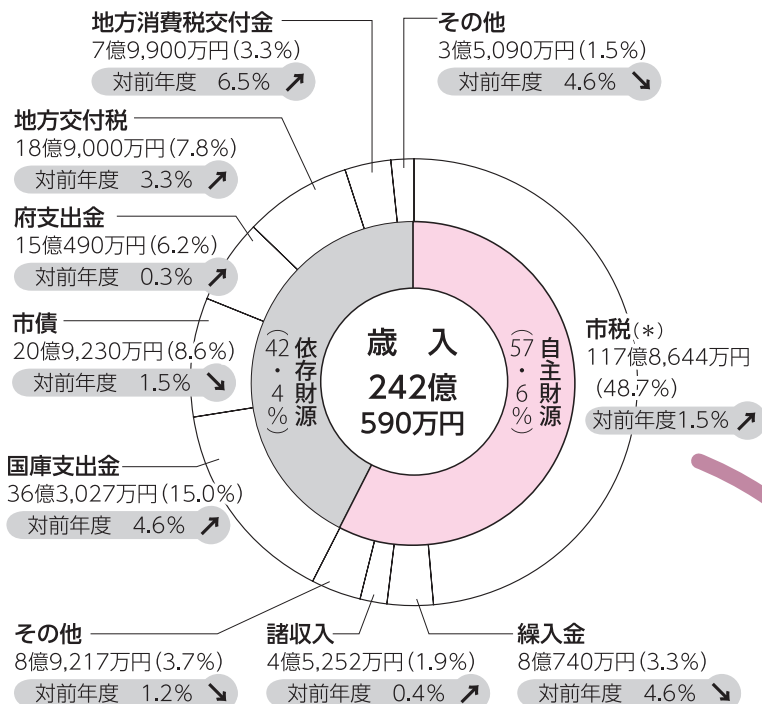 地方消費税交付金
7億9,900万円(3.3%)
対前年度 6.5% ↗
その他
3億5,090万円(1.5%)
対前年度 4.6% ↘
地方交付税
18億9,000万円(7.8%)
対前年度 3.3% ↗
府支出金
15億490万円(6.2%)
対前年度 0.3% ↗
市債
20億9,230万円(8.6%)
対前年度 1.5% ↘
国庫支出金
36億3,027万円(15.0%)
対前年度 4.6% ↗
依存財源
(42・4%)
歳 入
242億
590万円
自主財源
(57・6%)
市税(*)
117億8,644万円
(48.7%)
対前年度1.5% ↗
その他
8億9,217万円(3.7%)
対前年度 1.2% ↘
諸収入
4億5,252万円(1.9%)
対前年度 0.4% ↗
繰入金
8億740万円(3.3%)
対前年度 4.6% ↘